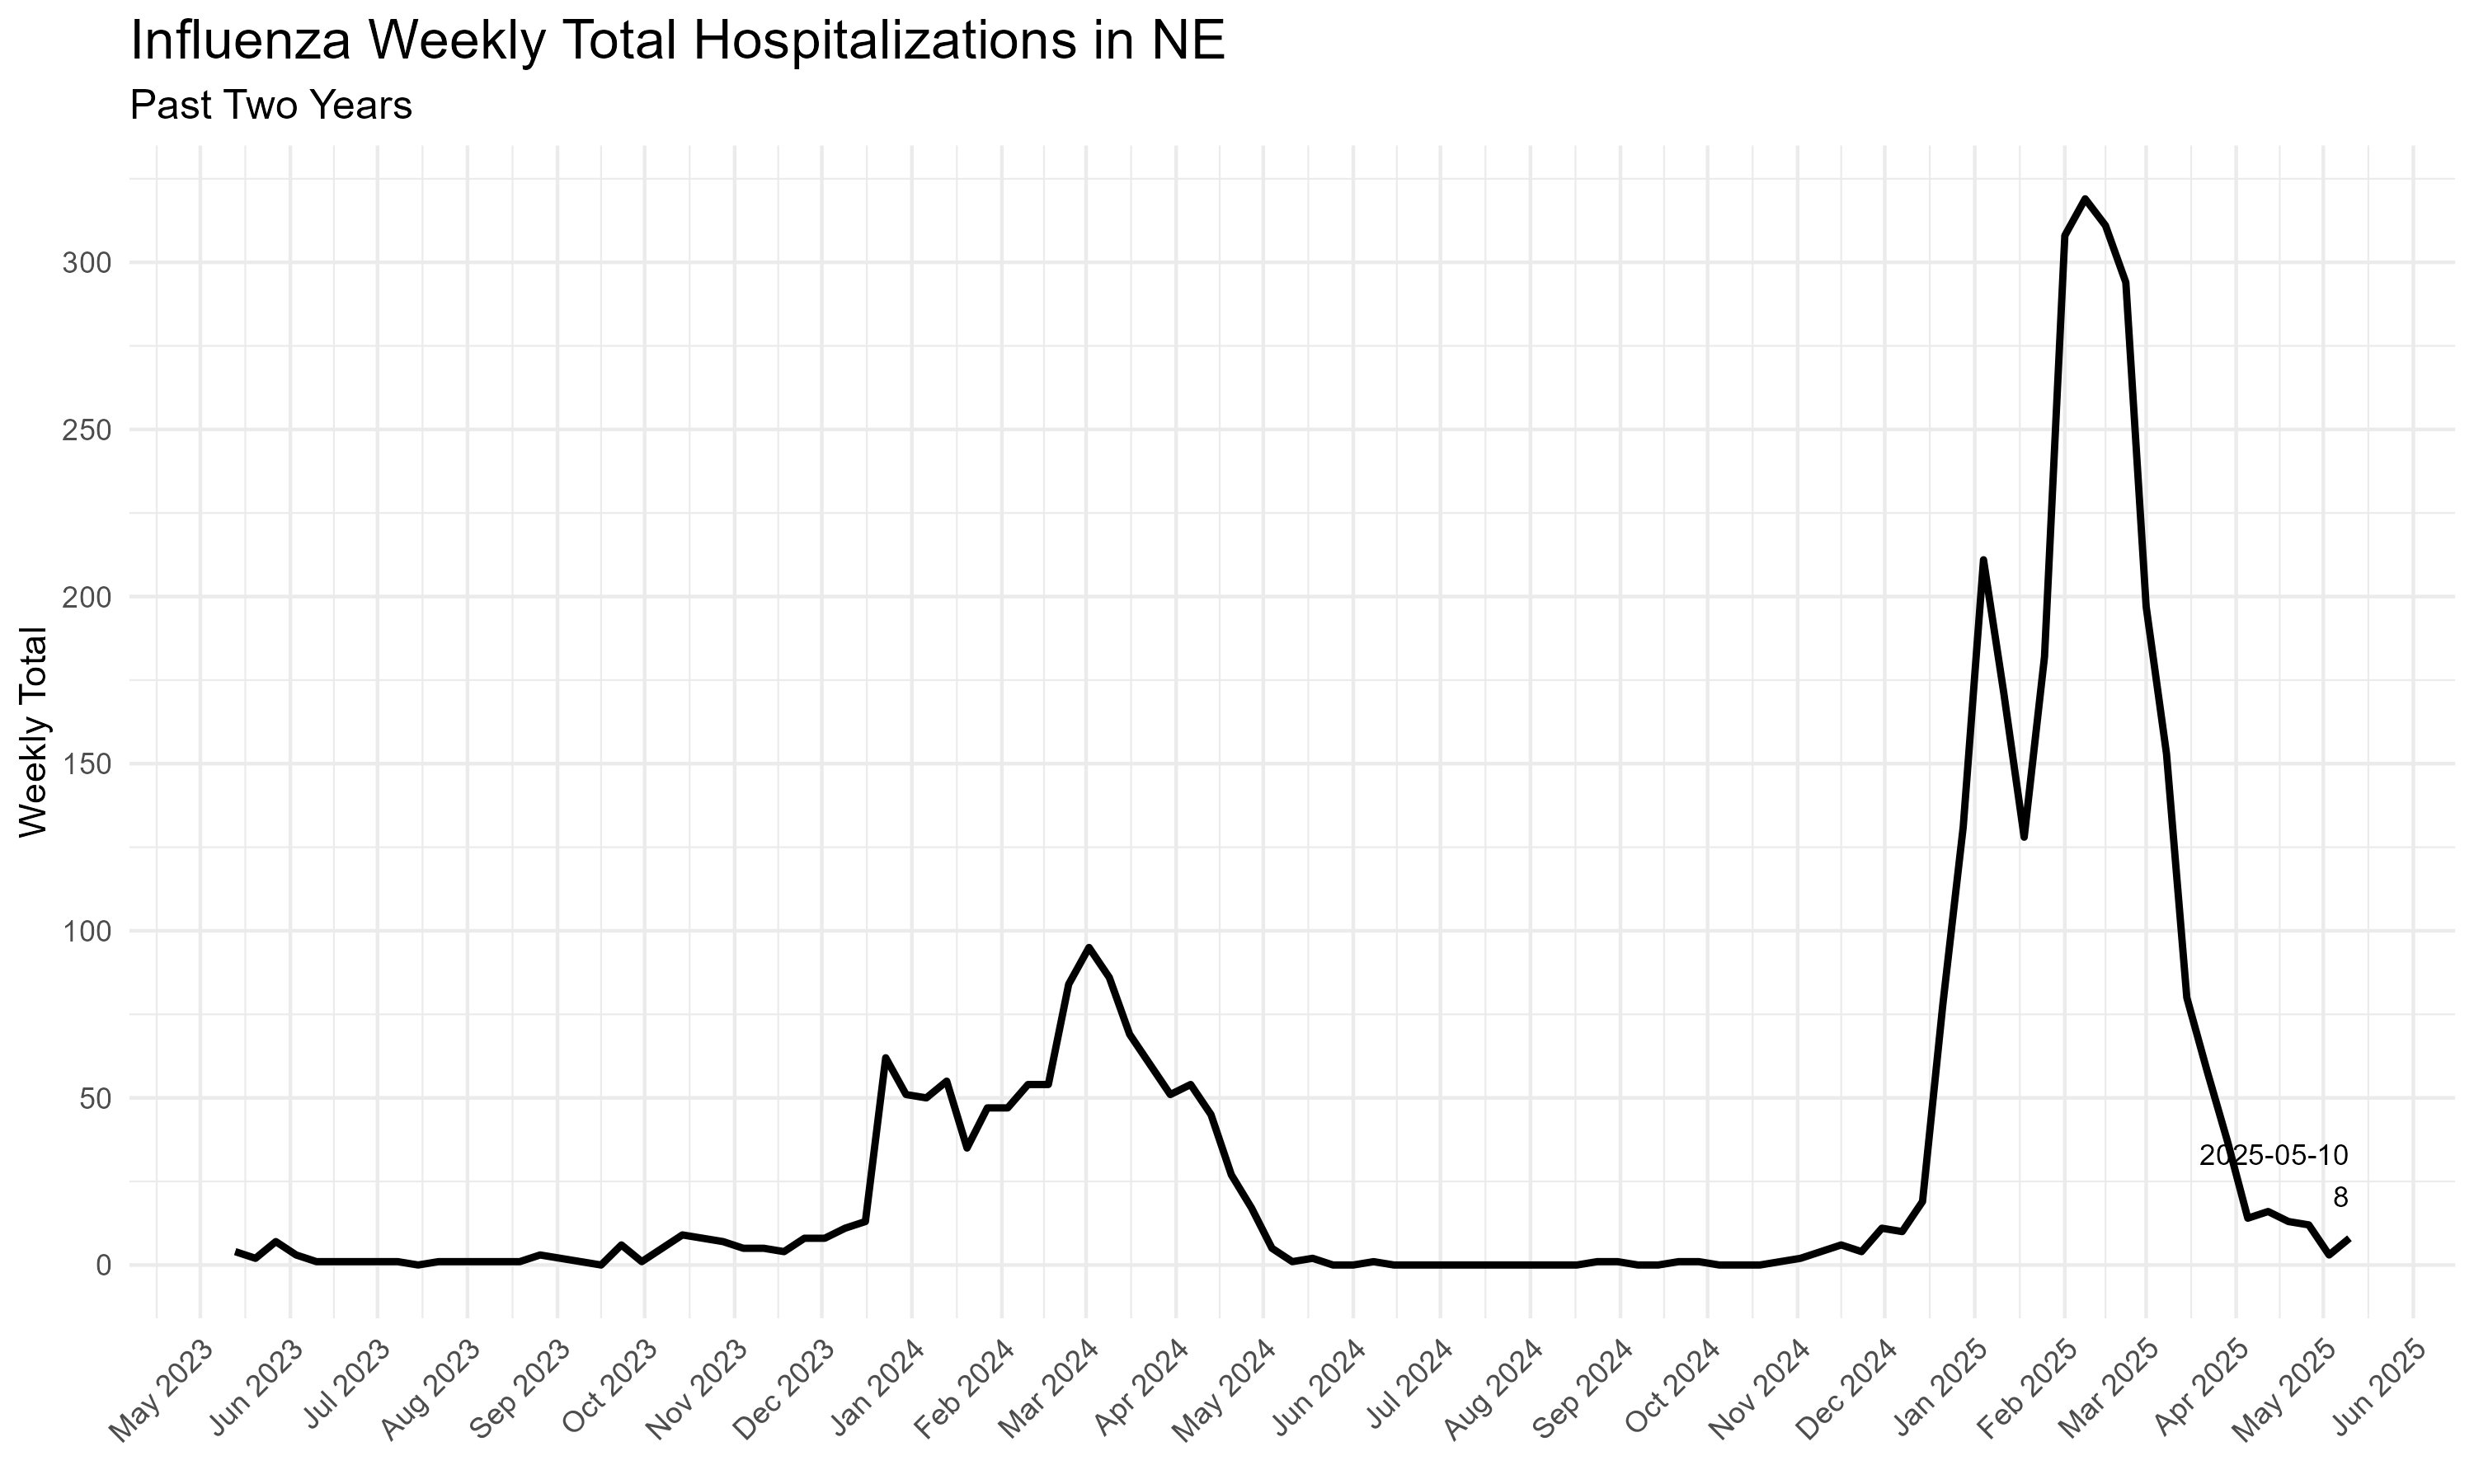 Influenza Weekly Total Hospitalizations in NE
Past Two Years
Weekly Total
300
250
200
150
100
50
0
2025-05-10
8
May 2023
Jun 2023
Jul 2023
Aug 2023
Sep 2023
Oct 2023
Nov 2023
Dec 2023
Jan 2024
Feb 2024
Mar 2024
Apr 2024
May 2024
Jun 2024
Jul 2024
Aug 2024
Sep 2024
Oct 2024
Nov 2024
Dec 2024
Jan 2025
Feb 2025
Mar 2025
Apr 2025
May 2025
Jun 2025